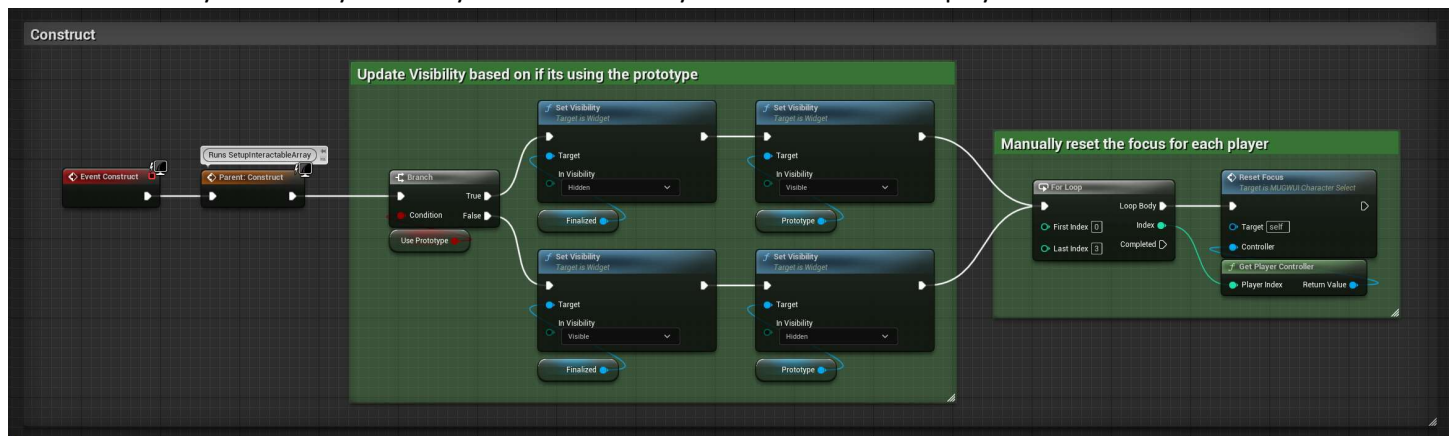 Construct
Update Visibility based on if its using the prototype
Manually reset the focus for each player
Runs SetupInteractableArray
Event Construct
Parent: Construct
Branch
True
Condition
False
Use Prototype
f Set Visibility
Target is Widget
Target
In Visibility
Hidden
Finalized
f Set Visibility
Target is Widget
Target
In Visibility
Visible
Prototype
f Set Visibility
Target is Widget
Target
In Visibility
Visible
Finalized
f Set Visibility
Target is Widget
Target
In Visibility
Hidden
Prototype
For Loop
Loop Body
First Index 0
Index
Last Index 3
Completed
Reset Focus
Target is MUGWUI Character Select
Target self
Controller
f Get Player Controller
Player Index Return Value